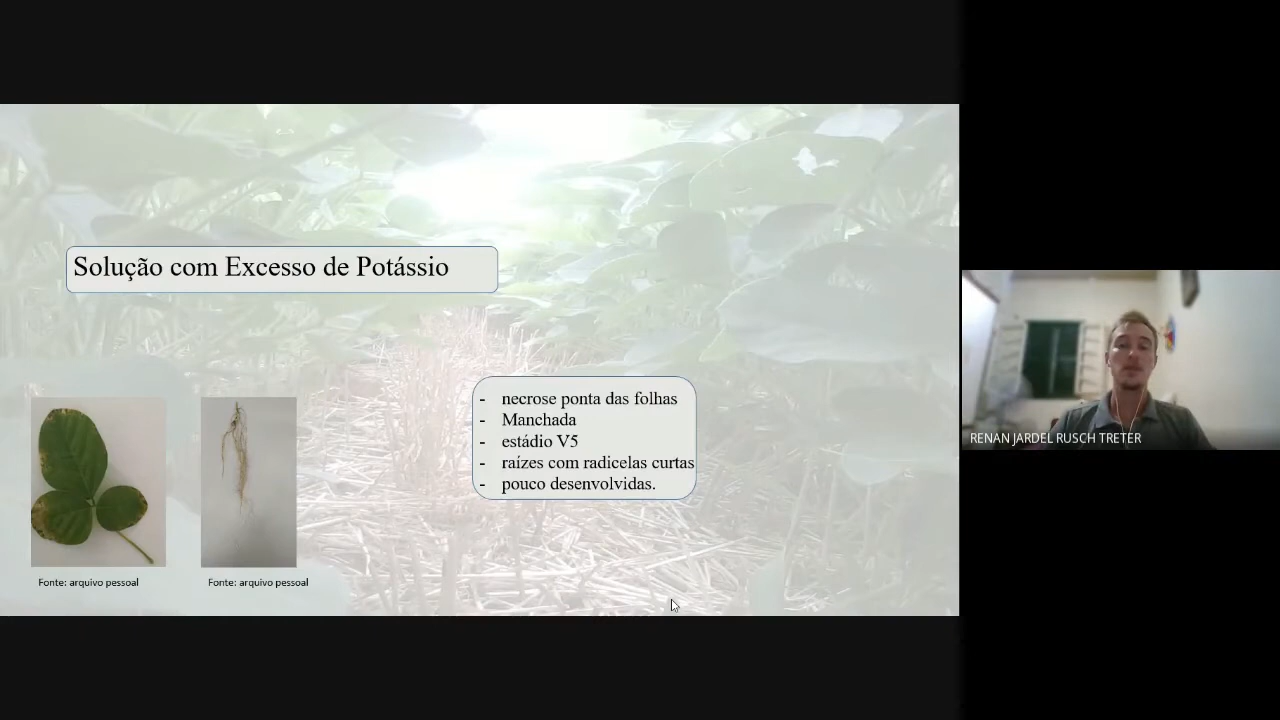 Solução com Excesso de Potássio
- necrose ponta das folhas
- Manchada
- estádio V5
- raízes com radicelas curtas
- pouco desenvolvidas.
Fonte: arquivo pessoal
Fonte: arquivo pessoal
RENAN JARDEL RUSCH TRETER